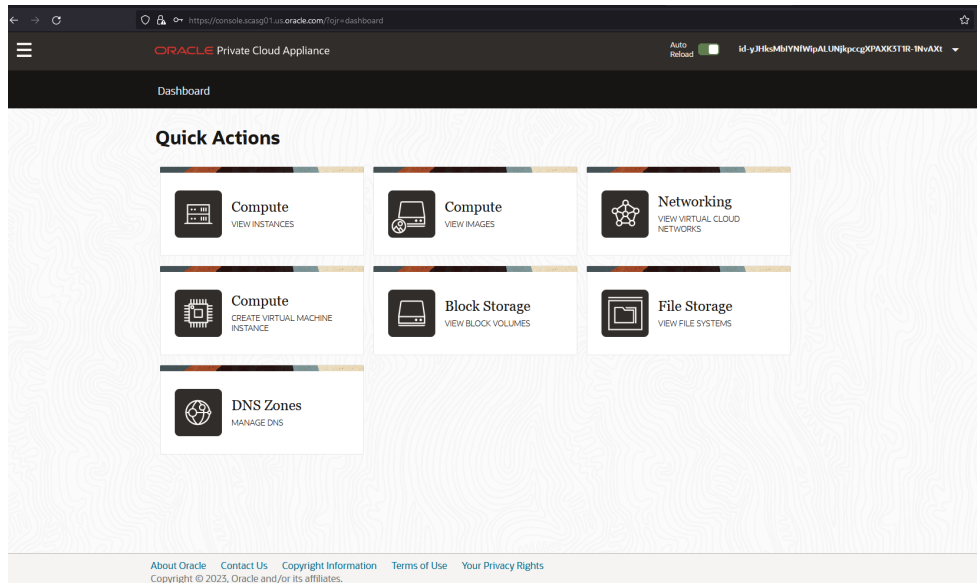 https://console.scasg01.us.oracle.com/?ojr=dashboard
ORACLE Private Cloud Appliance
Auto
Reload
Dashboard
Quick Actions
Compute
VIEW INSTANCES
Compute
VIEW IMAGES
Networking
VIEW VIRTUAL CLOUD
NETWORKS
Compute
CREATE VIRTUAL MACHINE
INSTANCE
Block Storage
VIEW BLOCK VOLUMES
File Storage
VIEW FILE SYSTEMS
DNS Zones
MANAGE DNS
About Oracle Contact Us Copyright Information Terms of Use Your Privacy Rights
Copyright © 2023, Oracle and/or its affiliates.